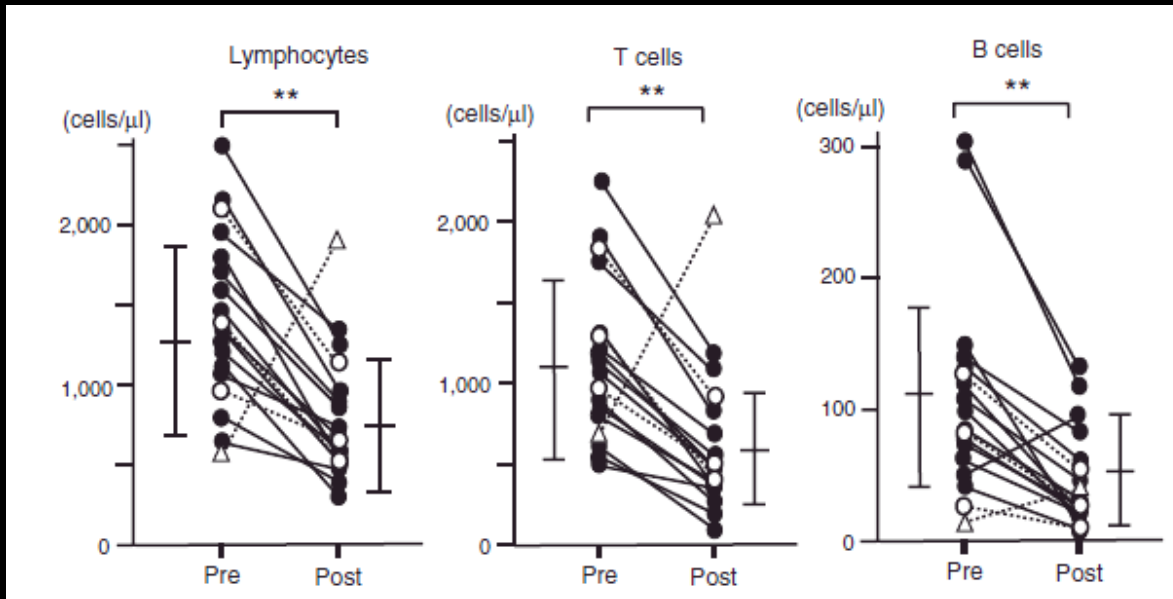 Lymphocytes
**
(cells/µl)
2,000
1,000
0
Pre Post
T cells
**
(cells/µl)
2,000
1,000
0
Pre Post
B cells
**
(cells/µl)
300
200
100
0
Pre Post